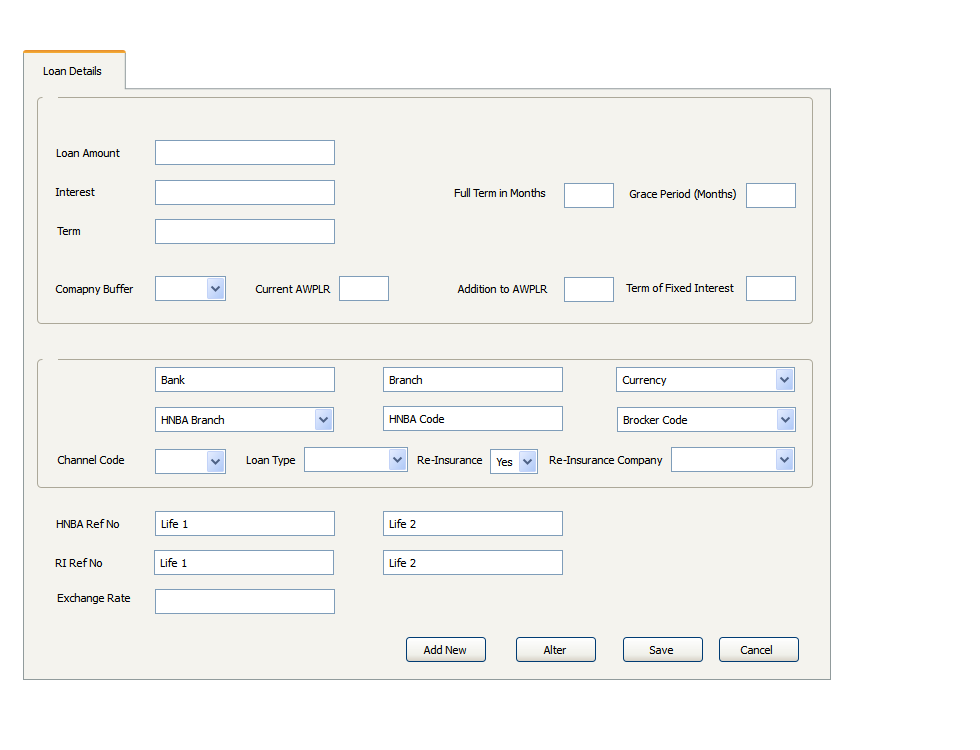 Loan Details
Loan Amount
Interest
Full Term in Months
Grace Period (Months)
Term
Comapny Buffer
Current AWPLR
Addition to AWPLR
Term of Fixed Interest
Bank
Branch
Currency
HNBA Branch
HNBA Code
Brocker Code
Channel Code
Loan Type
Re-Insurance
Yes
Re-Insurance Company
HNBA Ref No
Life 1
Life 2
RI Ref No
Life 1
Life 2
Exchange Rate
Add New
Alter
Save
Cancel